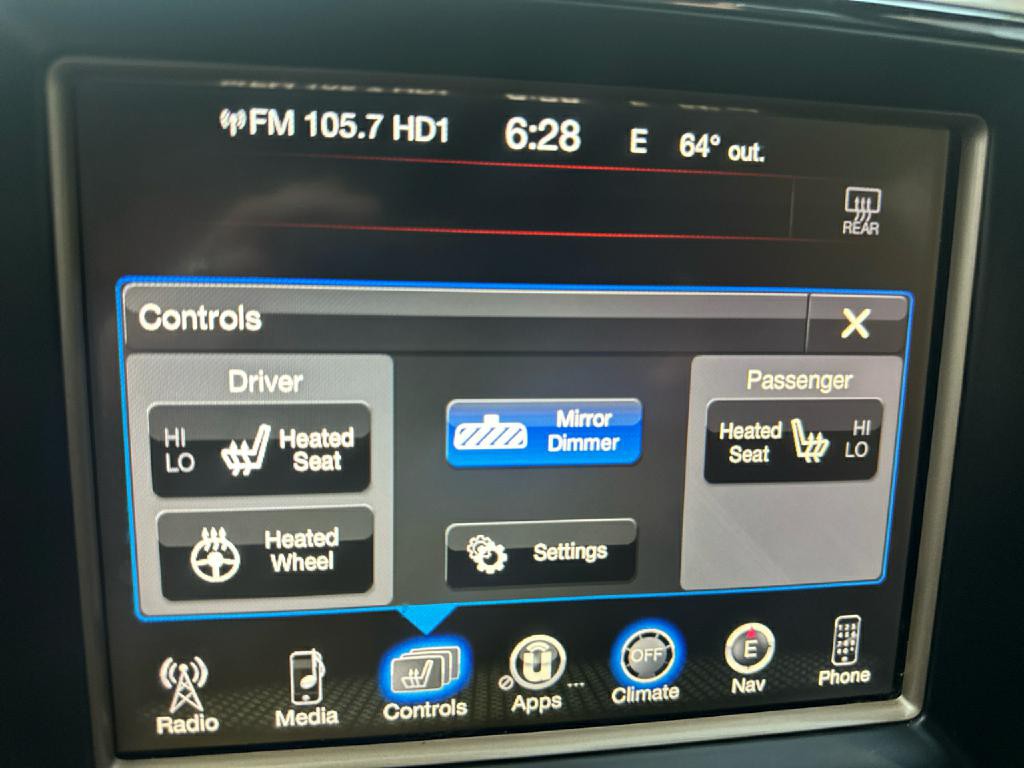 FM 105.7 HD1 6:28 E 64° out.
REAR
Controls X
Driver
HI
LO
Heated
Seat
Mirror
Dimmer
Passenger
Heated
Seat
HI
LO
Heated
Wheel
Settings
Radio
Media
Controls
u
Apps ...
OFF
Climate
E
Nav
Phone